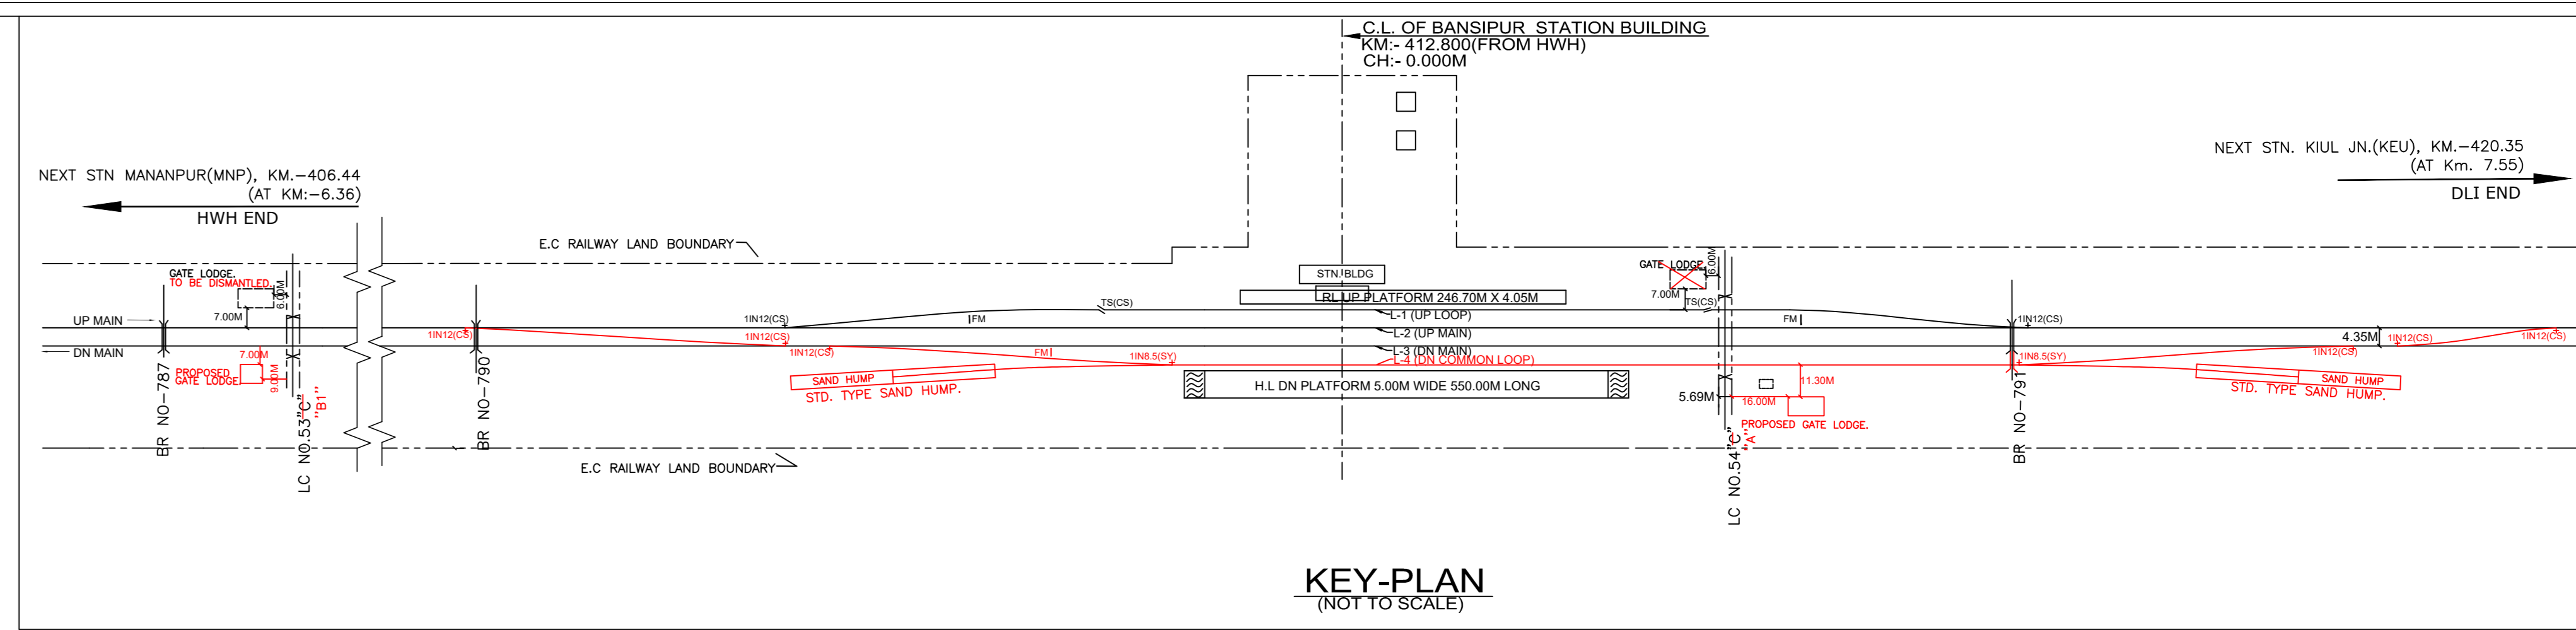 C.L. OF BANSIPUR STATION BUILDING
KM:- 412.800(FROM HWH)
CH:- 0.000M
NEXT STN MANANPUR(MNP), KM.-406.44
(AT KM:-6.36)
HWH END
NEXT STN. KIUL JN.(KEU), KM.-420.35
(AT Km. 7.55)
DLI END
E.C RAILWAY LAND BOUNDARY
GATE LODGE.
TO BE DISMANTLED.
6.00M
7.00M
UP MAIN
DN MAIN
7.00M
PROPOSED
GATE LODGE
9.00M
BR NO-787
LC NO.53"C"
"B1"
1IN12(CS)
BR NO-790
1IN12(CS)
1IN12(CS)
1IN12(CS)
FM
TS(CS)
FM
1IN8.5(SY)
SAND HUMP
STD. TYPE SAND HUMP.
STN. BLDG
RL UP PLATFORM 246.70M X 4.05M
L-1 (UP LOOP)
L-2 (UP MAIN)
L-3 (DN MAIN)
L-4 (DN COMMON LOOP)
H.L DN PLATFORM 5.00M WIDE 550.00M LONG
GATE LODGE.
6.00M
7.00M
TS(CS)
FM
5.69M
11.30M
16.00M
PROPOSED GATE LODGE.
LC NO.54"C"
"A"
1IN12(CS)
1IN8.5(SY)
BR NO-791
4.35M
1IN12(CS)
1IN12(CS)
1IN12(CS)
SAND HUMP
STD. TYPE SAND HUMP.
E.C RAILWAY LAND BOUNDARY
KEY-PLAN
(NOT TO SCALE)